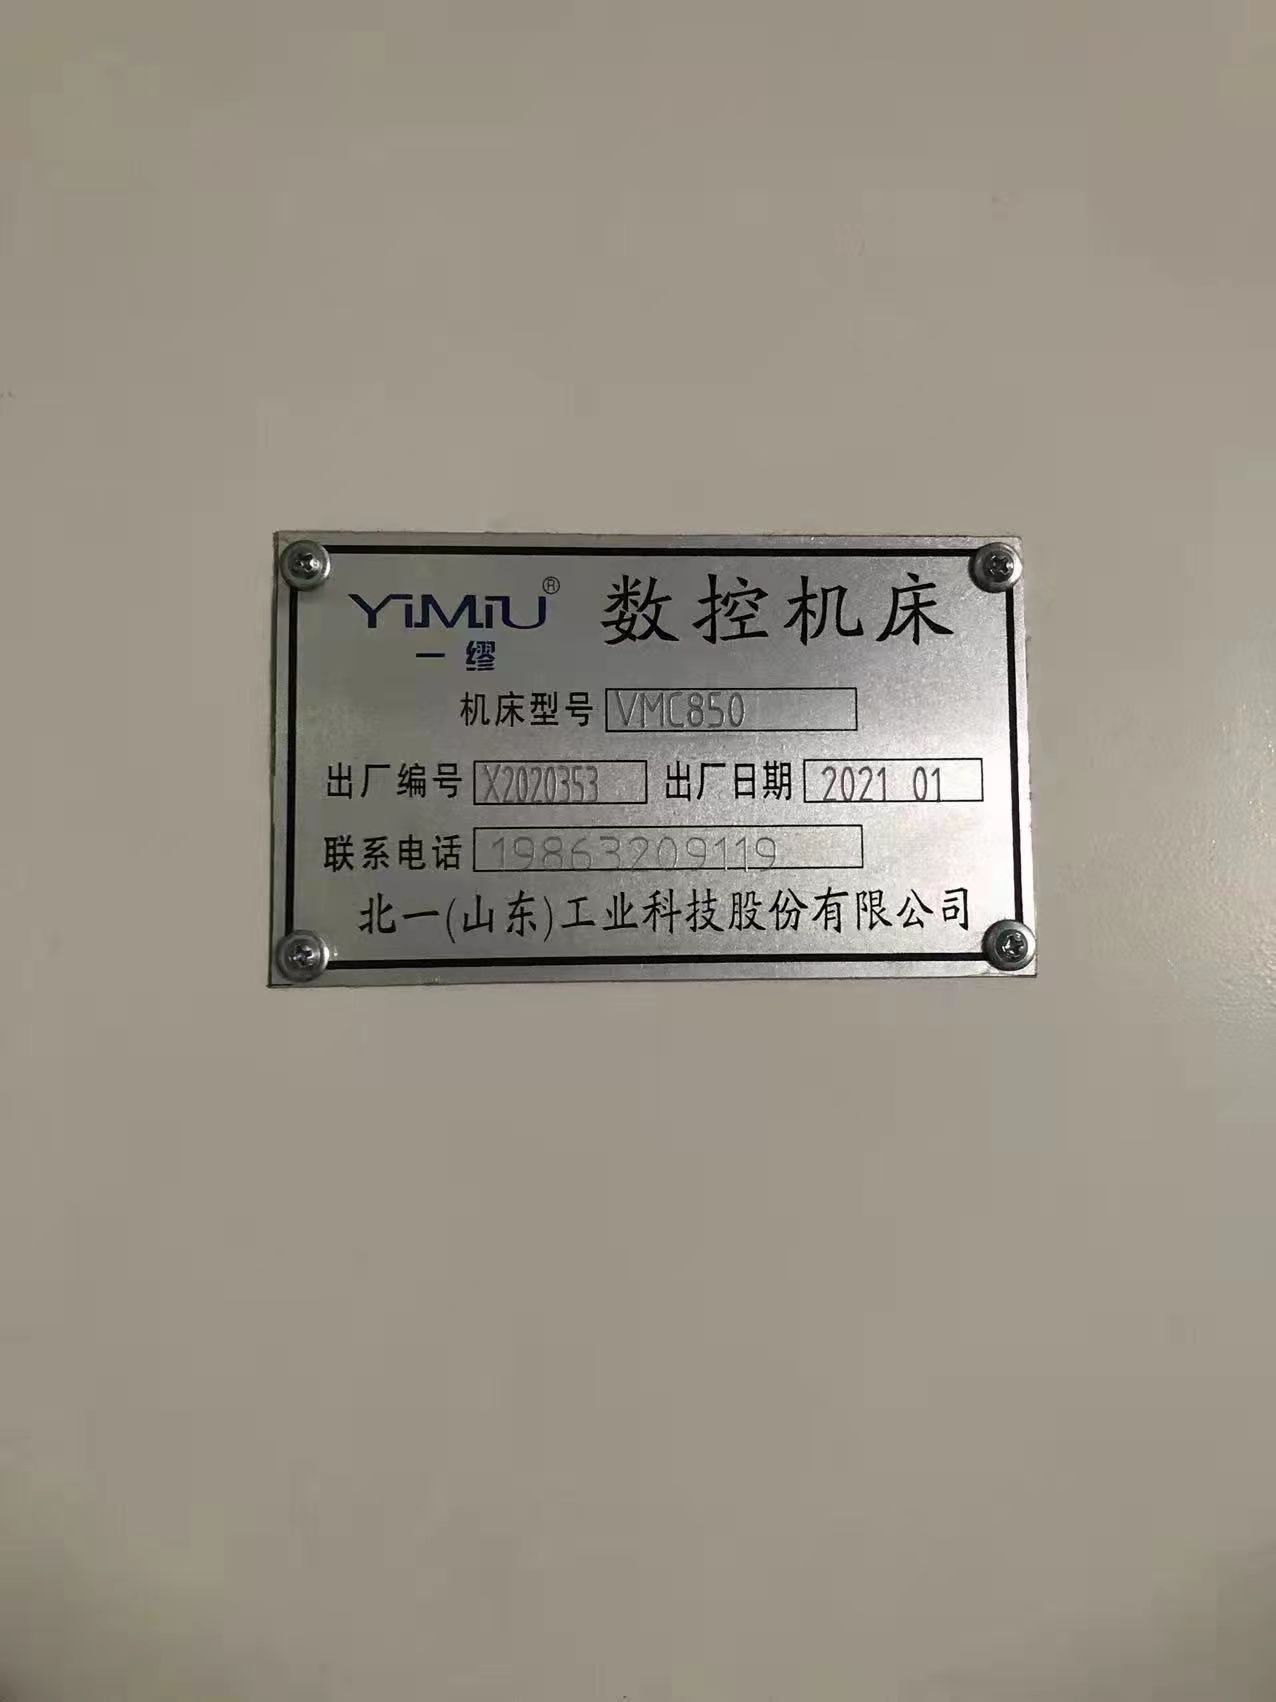 YiMiU® 数控机床
一缪
机床型号 VMC850
出厂编号 X2020353 出厂日期 2021 01
联系电话 19863209119
北一(山东)工业科技股份有限公司